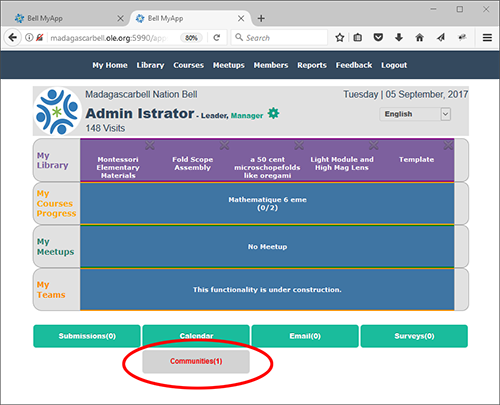 Bell MyApp
Bell MyApp
madagascarbell.ole.org:5990/ap
80%
Search
My Home Library Courses Meetups Members Reports Feedback Logout
Madagascarbell Nation Bell
Tuesday | 05 September, 2017
Admin Istrator - Leader, Manager
English
148 Visits
My
Library
Montessori
Elementary
Materials
Fold Scope
Assembly
a 50 cent
microschopefolds
like oregami
Light Module and
High Mag Lens
Template
My
Courses
Progress
Mathematique 6 eme
(0/2)
My
Meetups
No Meetup
My
Teams
This functionality is under construction.
Submissions(0) Calendar Email(0) Surveys(0)
Communities(1)